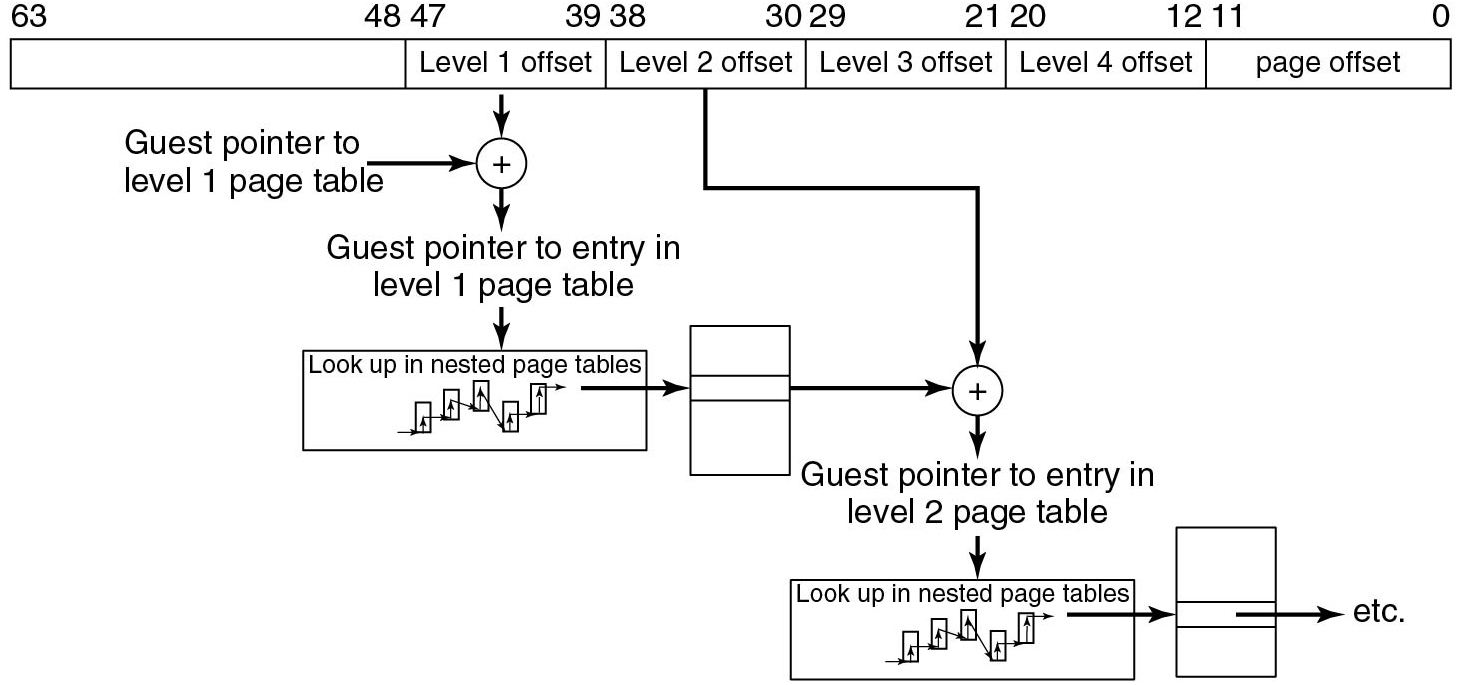 63 48 47 39 38 30 29 21 20 12 11 0
Level 1 offset Level 2 offset Level 3 offset Level 4 offset page offset
Guest pointer to
level 1 page table
+
Guest pointer to entry in
level 1 page table
Look up in nested page tables
+
Guest pointer to entry in
level 2 page table
Look up in nested page tables
etc.